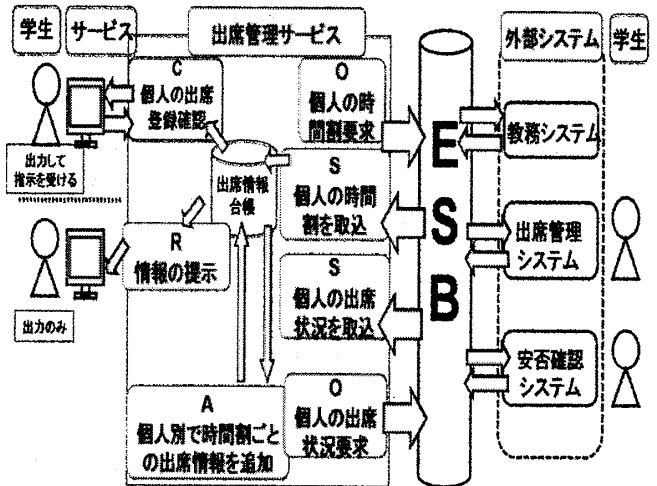 学生
サービス
出席管理サービス
外部システム
学生
C
個人の出席
登録確認
O
個人の時
間割要求
出力して
指示を受ける
出席情報
台帳
S
個人の時間
割を取込
R
情報の提示
出力のみ
S
個人の出席
状況を取込
A
個人別で時間割ごと
の出席情報を追加
O
個人の出席
状況要求
E
S
B
教務システム
出席管理
システム
安否確認
システム